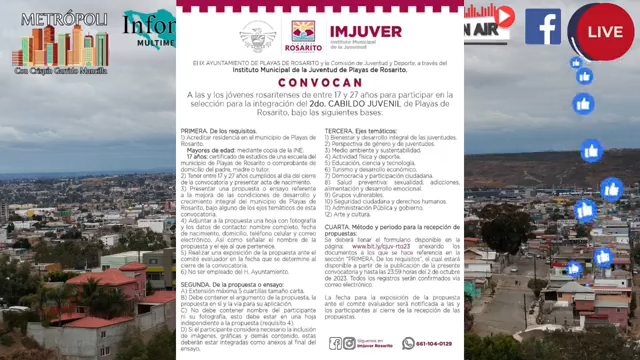 METRÓPOLI
Con Crispín Garrido Mancilla
Infor
MULTIME
ROSARITO
IMJUVER
Instituto Municipal
de la Juventud
ON AIR
LIVE
El IX AYUNTAMIENTO DE PLAYAS DE ROSARITO y la Comisión de Juventud y Deporte, a través del
Instituto Municipal de la Juventud de Playas de Rosarito,
CONVOCAN
A las y los jóvenes rosaritenses de entre 17 y 27 años para participar en la
selección para la integración del 2do. CABILDO JUVENIL de Playas de
Rosarito, bajo las siguientes bases:
PRIMERA. De los requisitos.
1) Acreditar residencia en el municipio de Playas de
Rosarito.
Mayores de edad: mediante copia de la INE.
17 años: certificado de estudios de una escuela del
municipio de Playas de Rosarito o comprobante de
domicilio del padre, madre o tutor.
2) Tener entre 17 y 27 años cumplidos al día del cierre
de la convocatoria y presentar acta de nacimiento.
3) Presentar una propuesta o ensayo referente
a la mejora de las condiciones de desarrollo y
crecimiento integral del municipio de Playas de
Rosarito, bajo alguno de los ejes temáticos de esta
convocatoria.
4) Adjuntar a la propuesta una hoja con fotografía
y los datos de contacto: nombre completo, fecha
de nacimiento, domicilio, teléfono celular y correo
electrónico. Así como señalar el nombre de la
propuesta y el eje al que pertenece.
5) Realizar una exposición de la propuesta ante el
comité evaluador en la fecha que se determine al
cierre de la convocatoria.
6) No ser empleado del H. Ayuntamiento.
SEGUNDA. De la propuesta o ensayo:
A) Extensión máxima 5 cuartillas tamaño carta.
B) Debe contener el argumento de la propuesta, la
propuesta en sí y la vía para su aplicación.
C) No debe contener nombre del participante
ni su fotografía, esto debe estar en una hoja
independiente a la propuesta (requisito 4).
D) Si el participante considera necesario la inclusión
de imágenes, gráficas y demás contenido, estas
deberán estar integradas como anexos al final del
ensayo.
TERCERA. Ejes temáticos:
1) Bienestar y desarrollo integral de las juventudes.
2) Perspectiva de género y de juventudes.
3) Medio ambiente y sustentabilidad.
4) Actividad física y deporte.
5) Educación, ciencia y tecnología.
6) Turismo y desarrollo económico.
7) Democracia y participación ciudadana.
8) Salud preventiva: sexualidad, adicciones,
alimentación y desarrollo emocional.
9) Grupos vulnerables.
10) Seguridad ciudadana y derechos humanos.
11) Administración Pública y gobierno.
12) Arte y cultura.
CUARTA. Método y periodo para la recepción de
propuestas:
Se deberá llenar el formulario disponible en la
página: www.bit.ly/cjuv-rto23 anexando los
documentos a los que se hace referencia en la
sección "PRIMERA. De los requisitos", el cual estará
disponible a partir de la publicación de la presente
convocatoria y hasta las 23:59 horas del 2 de octubre
de 2023. Todos los registros serán confirmados vía
correo electrónico.
La fecha para la exposición de la propuesta
ante el comité evaluador será notificada a las y
los participantes al cierre de la recepción de las
propuestas.
Síguenos en
Imjuver Rosarito
661-104-0129